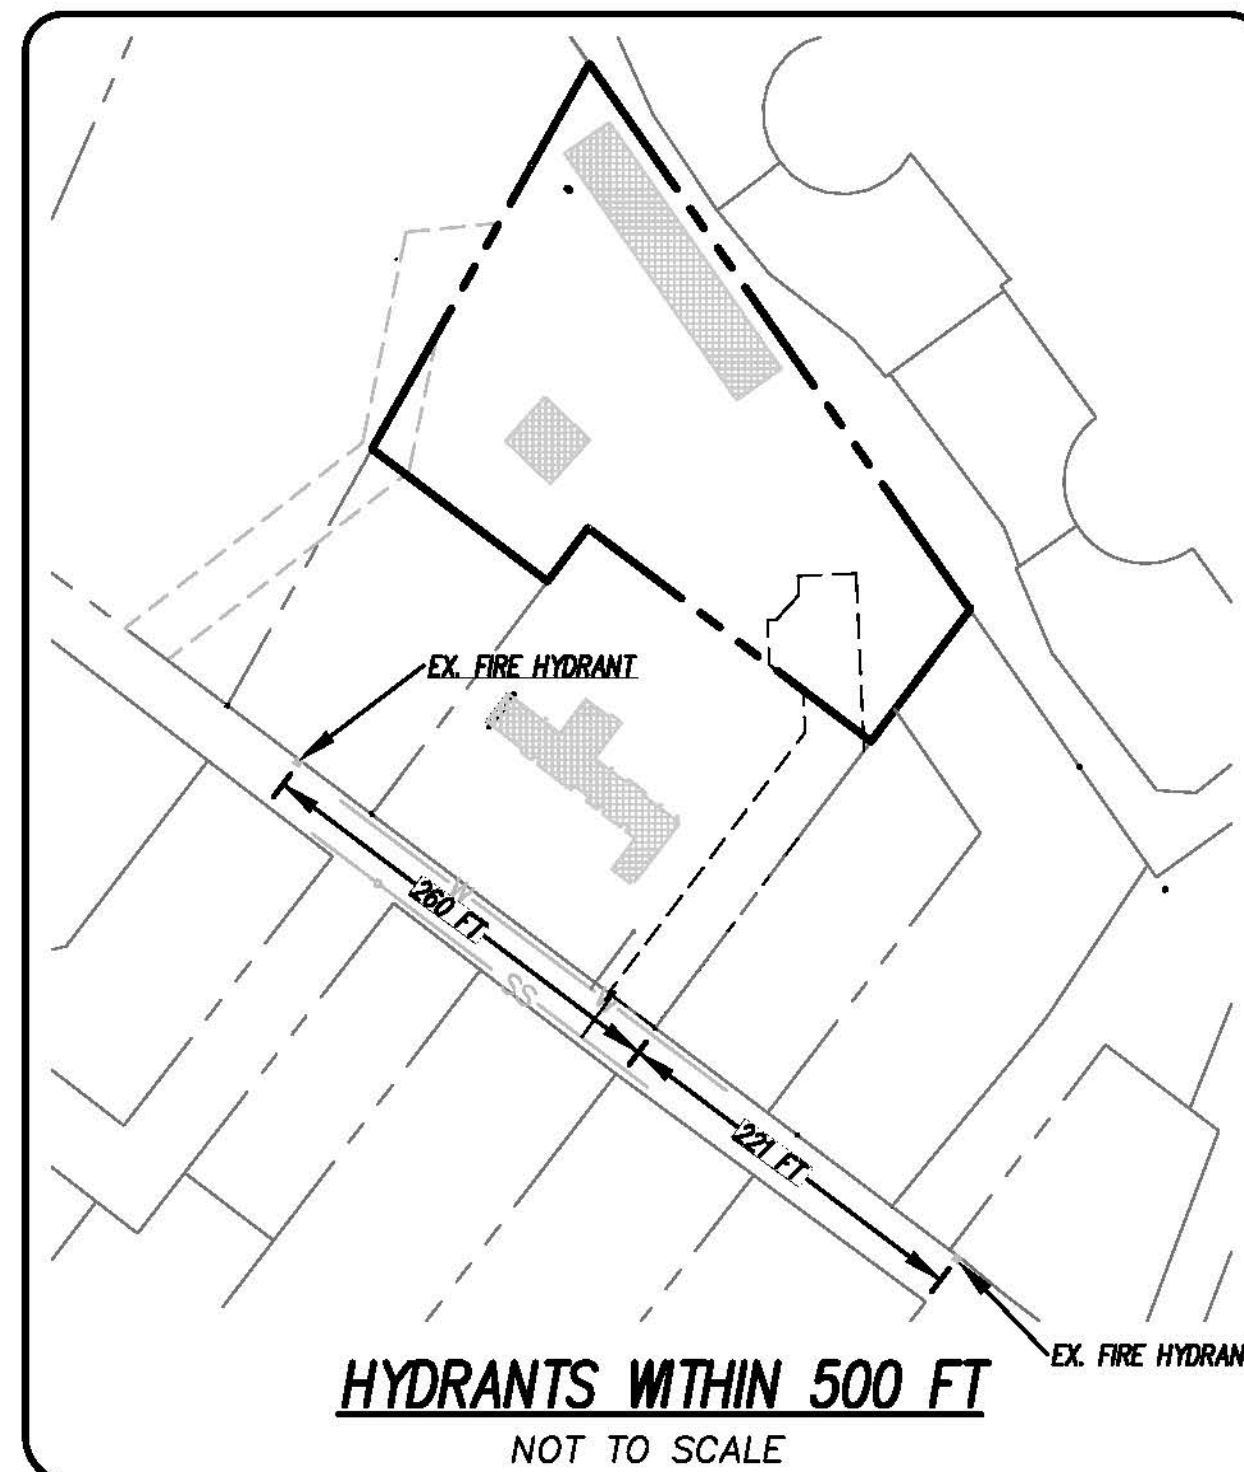 EX. FIRE HYDRANT
W
260 FT
SS
221 FT
EX. FIRE HYDRAN
HYDRANTS WITHIN 500 FT
NOT TO SCALE